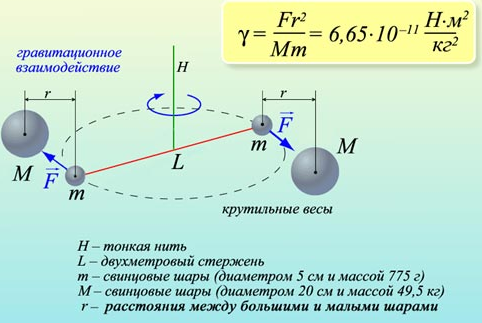 γ = Fr²/Mm = 6,65·10⁻¹¹ Н·м²/кг²
гравитационное
взаимодействие
H
r
r
M
F
m
L
m
F
M
крутильные весы
H – тонкая нить
L – двухметровый стержень
m – свинцовые шары (диаметром 5 см и массой 775 г)
M – свинцовые шары (диаметром 20 см и массой 49,5 кг)
r – расстояния между большими и малыми шарами